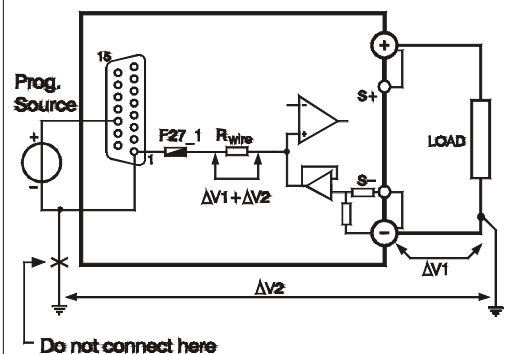 15
Prog.
Source
+
-
1
F27_1
Rwire
ΔV1+ΔV2
-
+
S+
S-
+
-
LOAD
ΔV1
ΔV2
Do not connect here